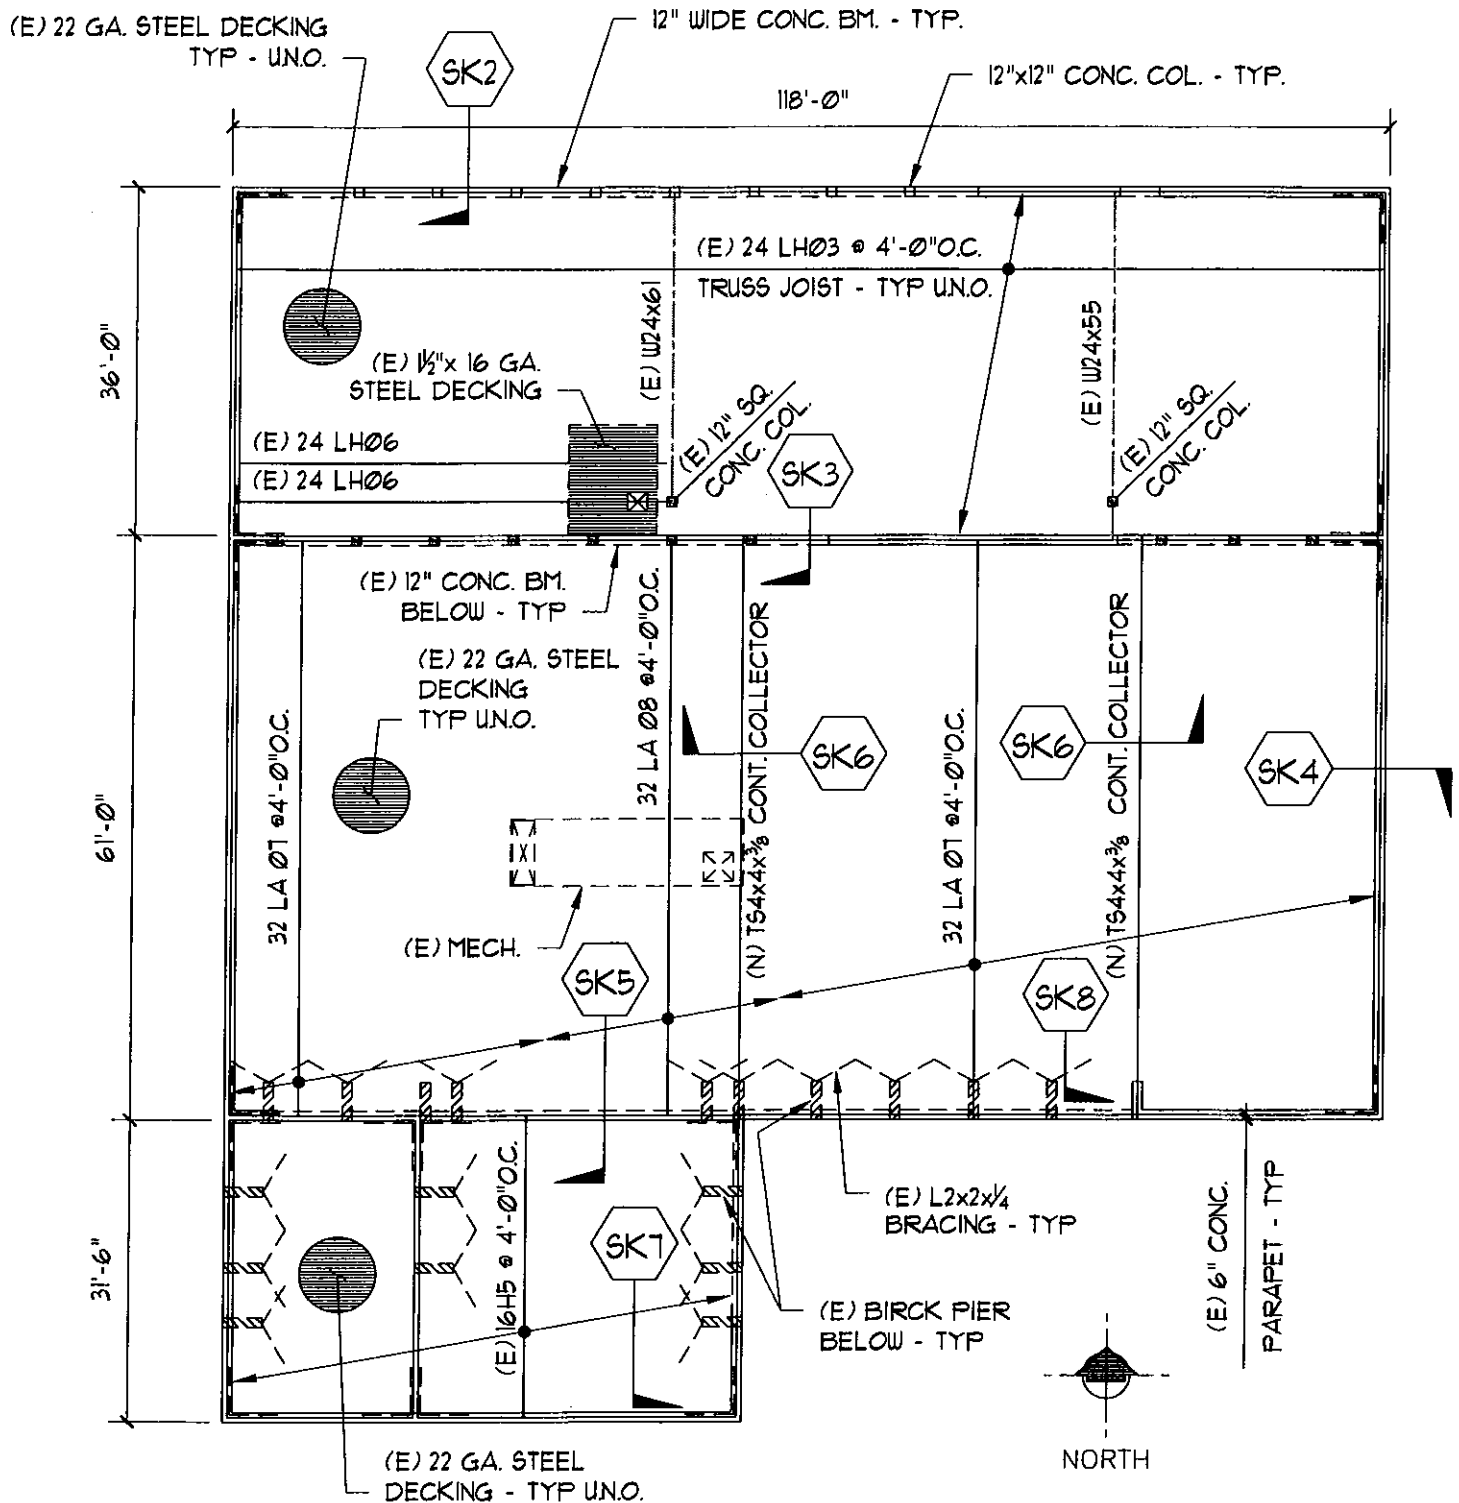 (E) 22 GA. STEEL DECKING
TYP - U.N.O.
12" WIDE CONC. BM. - TYP.
SK2
12"x12" CONC. COL. - TYP.
118'-0"
(E) 24 LH03 @ 4'-0"O.C.
TRUSS JOIST - TYP U.N.O.
36'-0"
(E) W24x61
(E) W24x55
(E) 1½"x 16 GA.
STEEL DECKING
(E) 12" SQ.
CONC. COL.
(E) 12" SQ.
CONC. COL.
(E) 24 LH06
(E) 24 LH06
SK3
(E) 12" CONC. BM.
BELOW - TYP
(E) 22 GA. STEEL
DECKING
TYP U.N.O.
32 LA 07 @4'-0"O.C.
32 LA 08 @4'-0"O.C.
(N) TS4x4x⅜ CONT. COLLECTOR
32 LA 07 @4'-0"O.C.
(N) TS4x4x⅜ CONT. COLLECTOR
SK6
SK6
SK4
61'-0"
(E) MECH.
SK5
SK8
(E) 16H5 @ 4'-0"O.C.
SK7
31'-6"
(E) L2x2x¼
BRACING - TYP
(E) BIRCK PIER
BELOW - TYP
(E) 6" CONC.
PARAPET - TYP
NORTH
(E) 22 GA. STEEL
DECKING - TYP U.N.O.